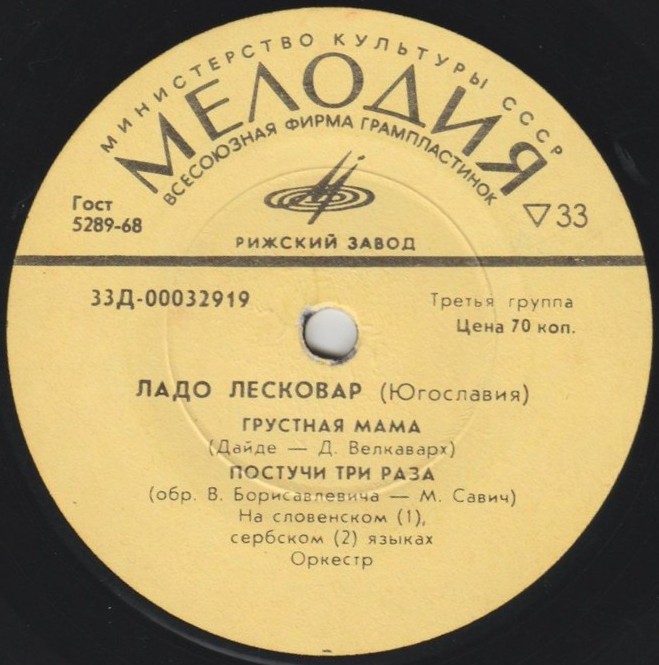 МИНИСТЕРСТВО КУЛЬТУРЫ СССР
МЕЛОДИЯ
ВСЕСОЮЗНАЯ ФИРМА ГРАМПЛАСТИНОК
Гост
5289-68
▽33
РИЖСКИЙ ЗАВОД
33Д-00032919
Третья группа
Цена 70 коп.
ЛАДО ЛЕСКОВАР (Югославия)
ГРУСТНАЯ МАМА
(Дайде — Д. Велкаварх)
ПОСТУЧИ ТРИ РАЗА
(обр. В. Борисавлевича — М. Савич)
На словенском (1),
сербском (2) языках
Оркестр